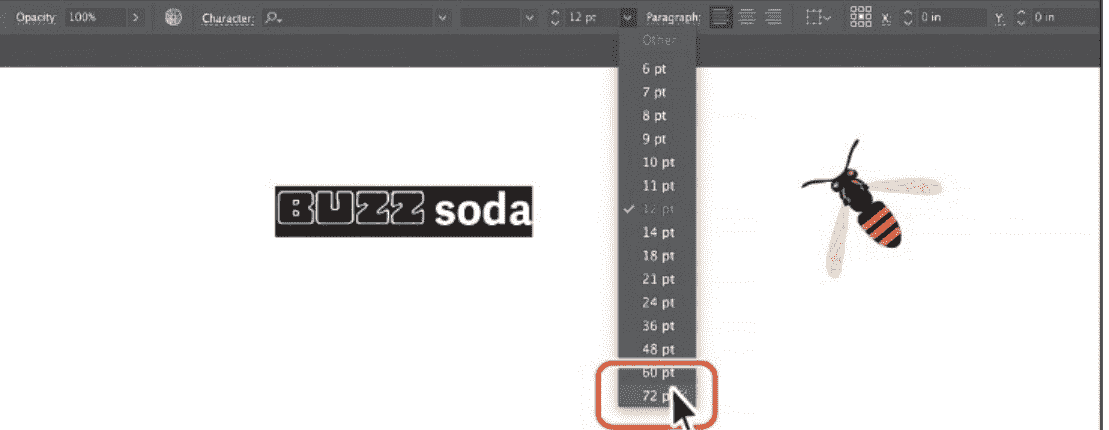 Opacity: 100% Character: 12 pt Paragraph: X: 0 in Y: 0 in
Other
6 pt
7 pt
8 pt
9 pt
10 pt
11 pt
12 pt
14 pt
18 pt
21 pt
24 pt
36 pt
48 pt
60 pt
72 p
BUZZ soda